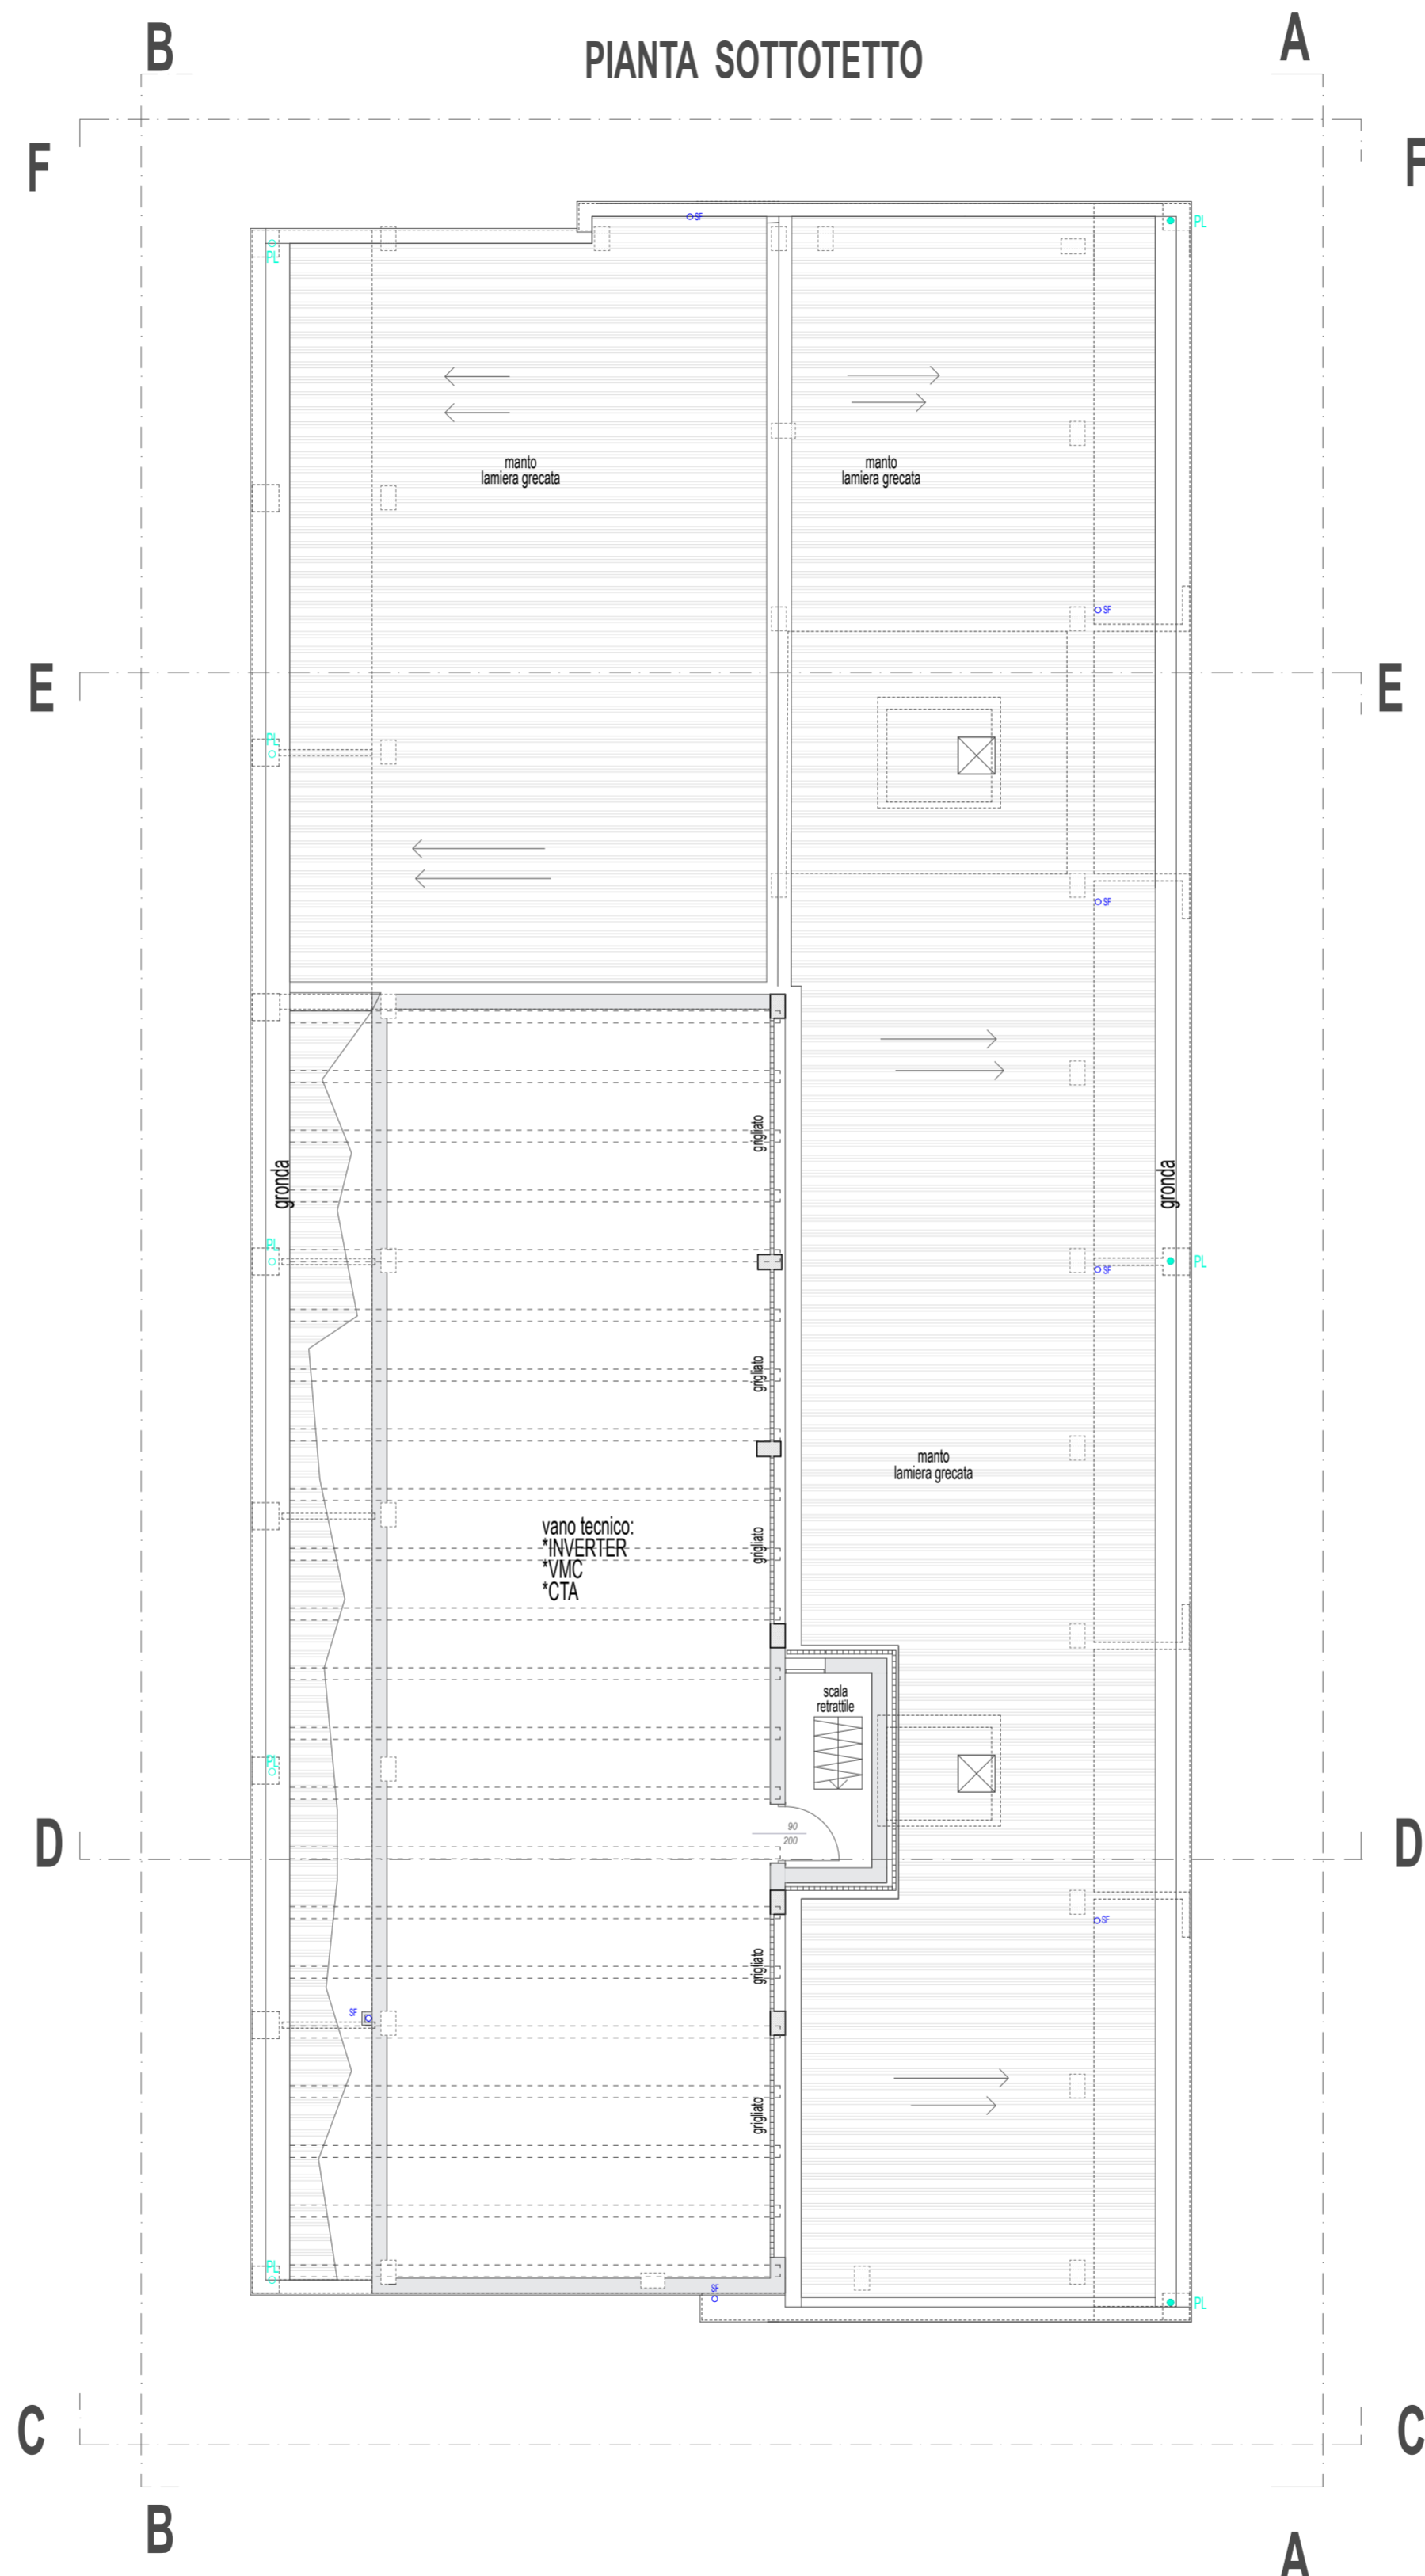 B
PIANTA SOTTOTETTO
A
F
F
SF
PL
PL
manto
lamiera grecata
manto
lamiera grecata
SF
E
E
PL
SF
grigliato
gronda
gronda
PL
PL
SF
grigliato
manto
lamiera grecata
vano tecnico:
*INVERTER
*VMC
*CTA
grigliato
scala
retrattile
PL
90
200
D
D
SF
grigliato
SF
grigliato
PL
SF
PL
C
C
B
A